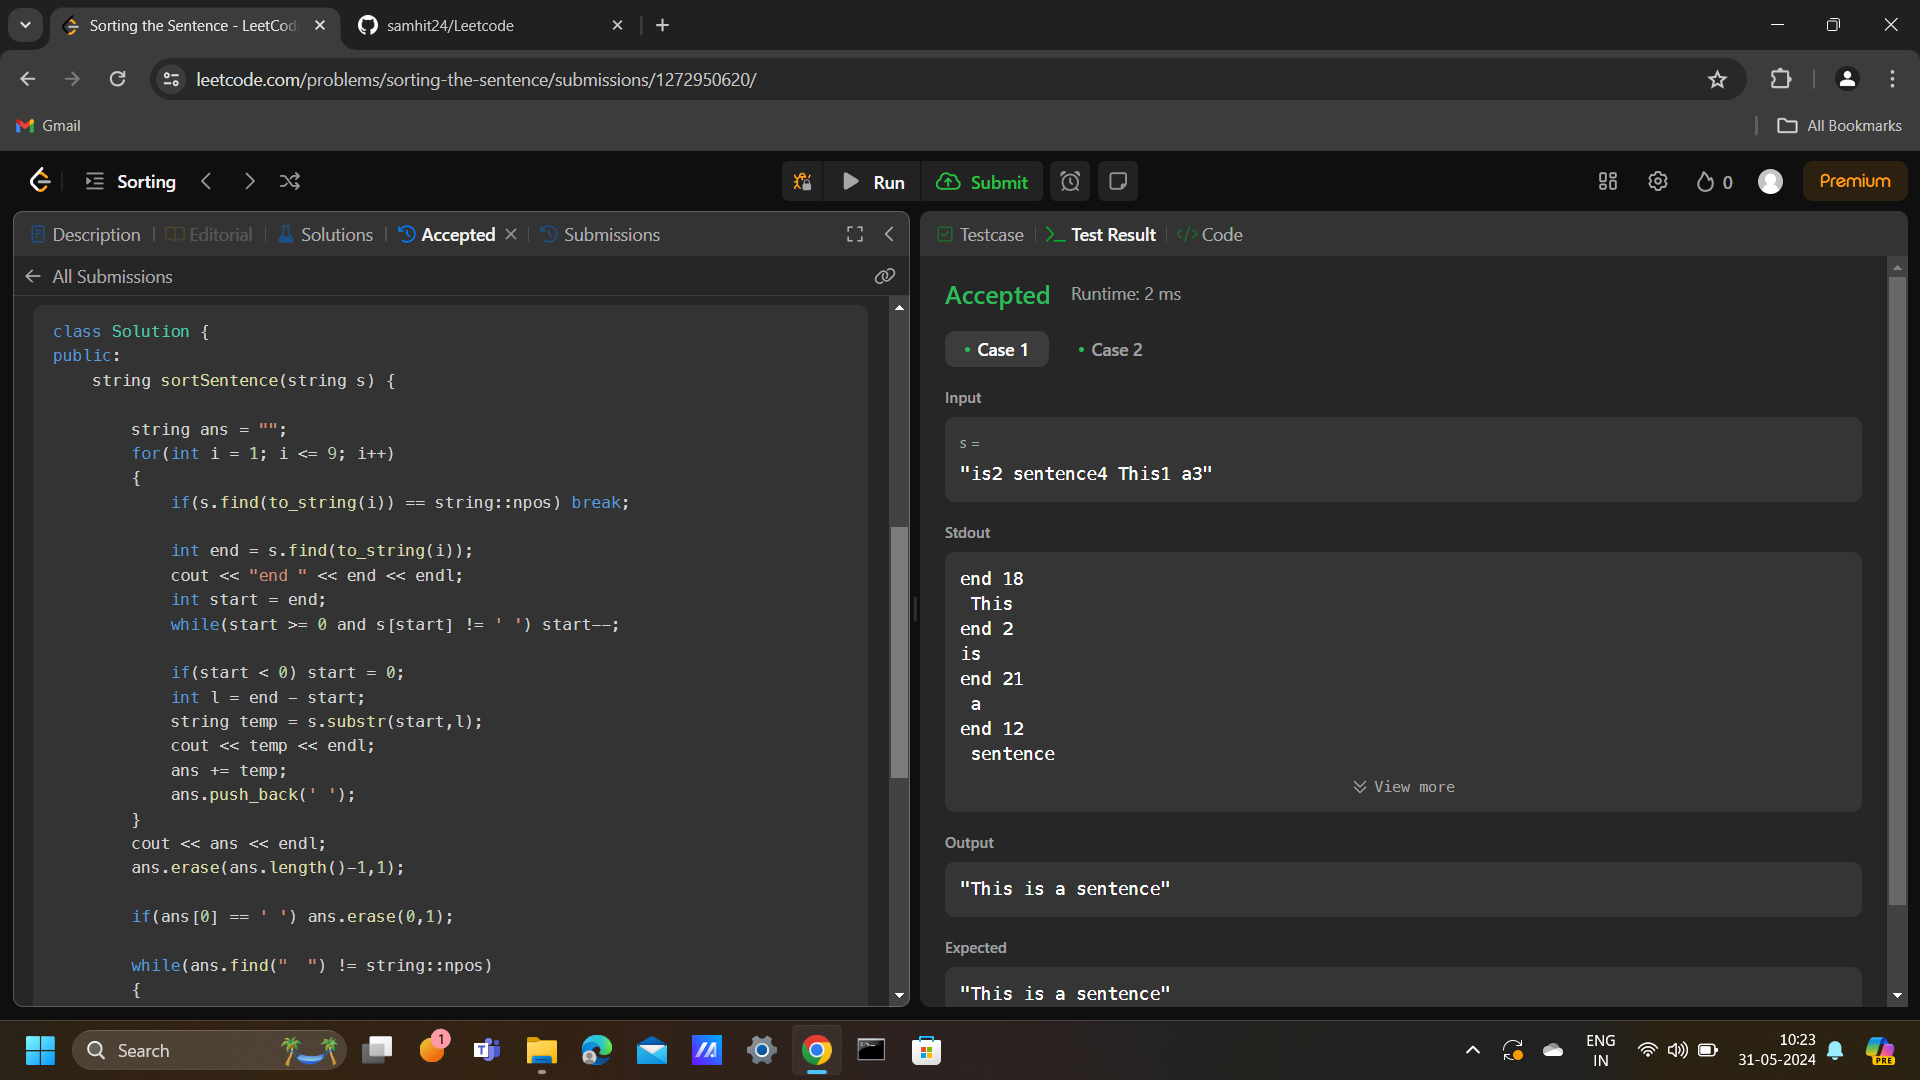 Sorting the Sentence - LeetCod
samhit24/Leetcode
leetcode.com/problems/sorting-the-sentence/submissions/1272950620/
Gmail
All Bookmarks
Sorting
Run
Submit
0
Premium
Description
Editorial
Solutions
Accepted
Submissions
All Submissions
class Solution {
public:
    string sortSentence(string s) {
        string ans = "";
        for(int i = 1; i <= 9; i++)
        {
            if(s.find(to_string(i)) == string::npos) break;
            int end = s.find(to_string(i));
            cout << "end " << end << endl;
            int start = end;
            while(start >= 0 and s[start] != ' ') start--;
            if(start < 0) start = 0;
            int l = end - start;
            string temp = s.substr(start,l);
            cout << temp << endl;
            ans += temp;
            ans.push_back(' ');
        }
        cout << ans << endl;
        ans.erase(ans.length()-1,1);
        if(ans[0] == ' ') ans.erase(0,1);
        while(ans.find("  ") != string::npos)
        {
Testcase
Test Result
Code
Accepted
Runtime: 2 ms
Case 1
Case 2
Input
s =
"is2 sentence4 This1 a3"
Stdout
end 18
 This
end 2
is
end 21
 a
end 12
 sentence
View more
Output
"This is a sentence"
Expected
"This is a sentence"
Search
1
ENG
IN
10:23
31-05-2024
PRE